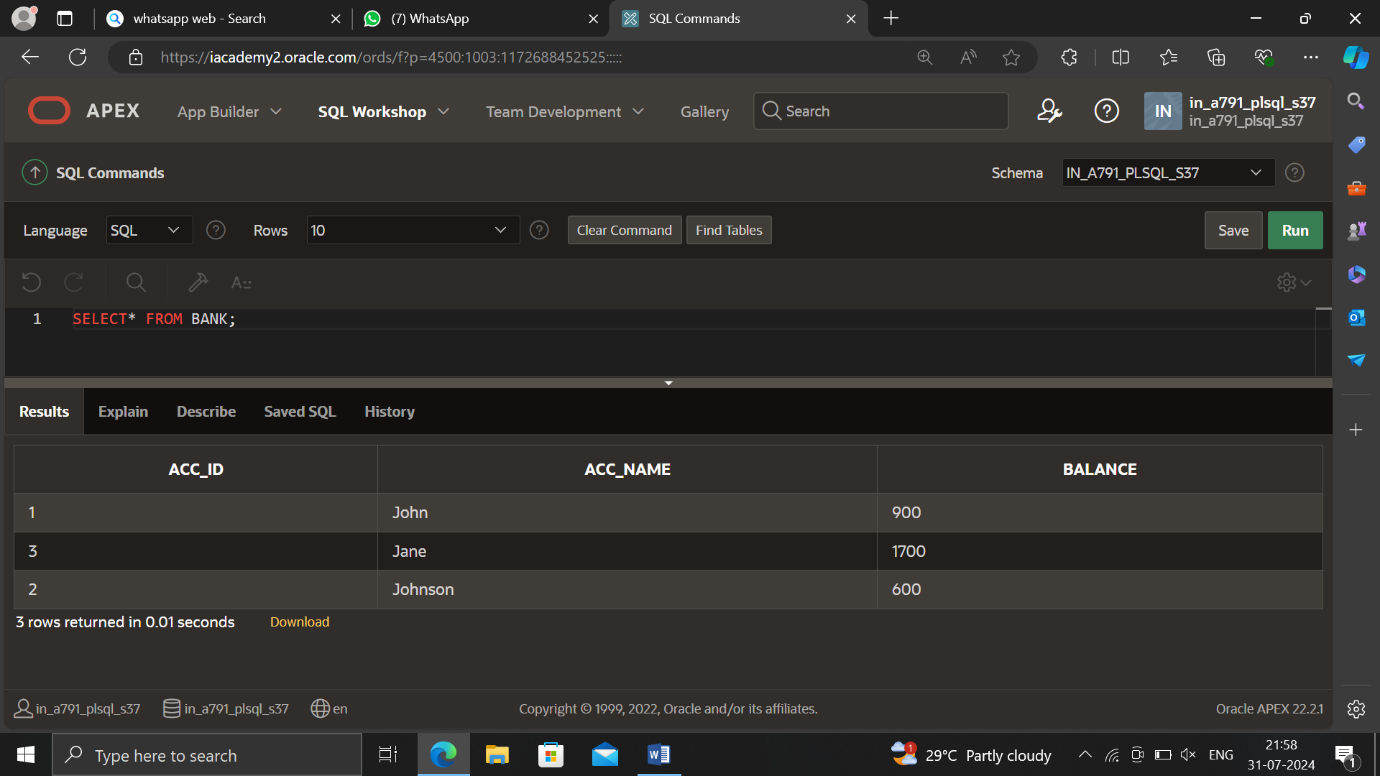 whatsapp web - Search
(7) WhatsApp
SQL Commands
https://iacademy2.oracle.com/ords/f?p=4500:1003:1172688452525:::::
APEX App Builder SQL Workshop Team Development Gallery Search IN in_a791_plsql_s37
in_a791_plsql_s37
SQL Commands Schema IN_A791_PLSQL_S37
Language SQL Rows 10 Clear Command Find Tables Save Run
A::
1 SELECT* FROM BANK;
Results Explain Describe Saved SQL History
ACC_ID ACC_NAME BALANCE
1 John 900
3 Jane 1700
2 Johnson 600
3 rows returned in 0.01 seconds Download
in_a791_plsql_s37 in_a791_plsql_s37 en Copyright © 1999, 2022, Oracle and/or its affiliates. Oracle APEX 22.2.1
Type here to search 1 29°C Partly cloudy ENG 21:58
31-07-2024 1